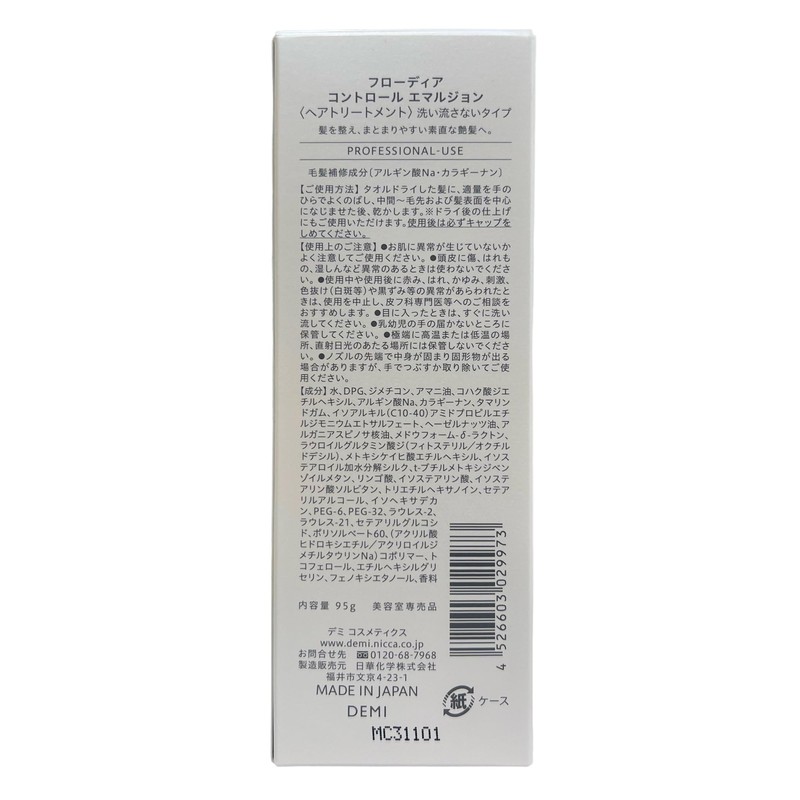 フローディア
コントロール エマルジョン
〈ヘアトリートメント〉 洗い流さないタイプ
髪を整え、まとまりやすい素直な艶髪へ。
PROFESSIONAL-USE
毛髪補修成分〔アルギン酸Na・カラギーナン〕
【ご使用方法】タオルドライした髪に、適量を手の
ひらでよくのばし、中間～毛先および髪表面を中心
になじませた後、乾かします。※ドライ後の仕上げ
にもご使用いただけます。使用後は必ずキャップを
しめてください。
【使用上のご注意】●お肌に異常が生じていないか
よく注意してご使用ください。●頭皮に傷、はれも
の、湿しんなど異常のあるときは使わないでくださ
い。●使用中や使用後に赤み、はれ、かゆみ、刺激、
色抜け(白斑等)や黒ずみ等の異常があらわれたと
きは、使用を中止し、皮フ科専門医等へのご相談を
おすすめします。●目に入ったときは、すぐに洗い
流してください。●乳幼児の手の届かないところに
保管してください。●極端に高温または低温の場
所、直射日光のあたる場所には保管しないでくださ
い。●ノズルの先端で中身が固まり固形物が出る
場合がありますが、手でつぶすか取り除いてご使
用ください。
【成分】水、DPG、ジメチコン、アマニ油、コハク酸ジエ
チルヘキシル、アルギン酸Na、カラギーナン、タマリン
ドガム、イソアルキル(C10-40)アミドプロピルエチ
ルジモニウムエトサルフェート、ヘーゼルナッツ油、ア
ルガニアスピノサ核油、メドウフォーム-δ-ラクトン、
ラウロイルグルタミン酸ジ(フィトステリル／オクチル
ドデシル)、メトキシケイヒ酸エチルヘキシル、イソス
テアロイル加水分解シルク、t-ブチルメトキシジベン
ゾイルメタン、リンゴ酸、イソステアリン酸、イソステ
アリン酸ソルビタン、トリエチルヘキサノイン、セテア
リルアルコール、イソヘキサデカ
ン、PEG-6、PEG-32、ラウレス-2、
ラウレス-21、セテアリルグルコシ
ド、ポリソルベート60、(アクリル酸
ヒドロキシエチル／アクリロイルジ
メチルタウリンNa)コポリマー、ト
コフェロール、エチルヘキシルグリ
セリン、フェノキシエタノール、香料
内容量 95g 美容室専売品
デミ コスメティクス
www.demi.nicca.co.jp
お問合せ先 0120-68-7968
製造販売元 日華化学株式会社
福井市文京4-23-1
MADE IN JAPAN
DEMI
MC31101
4 526603 029973
紙 ケース